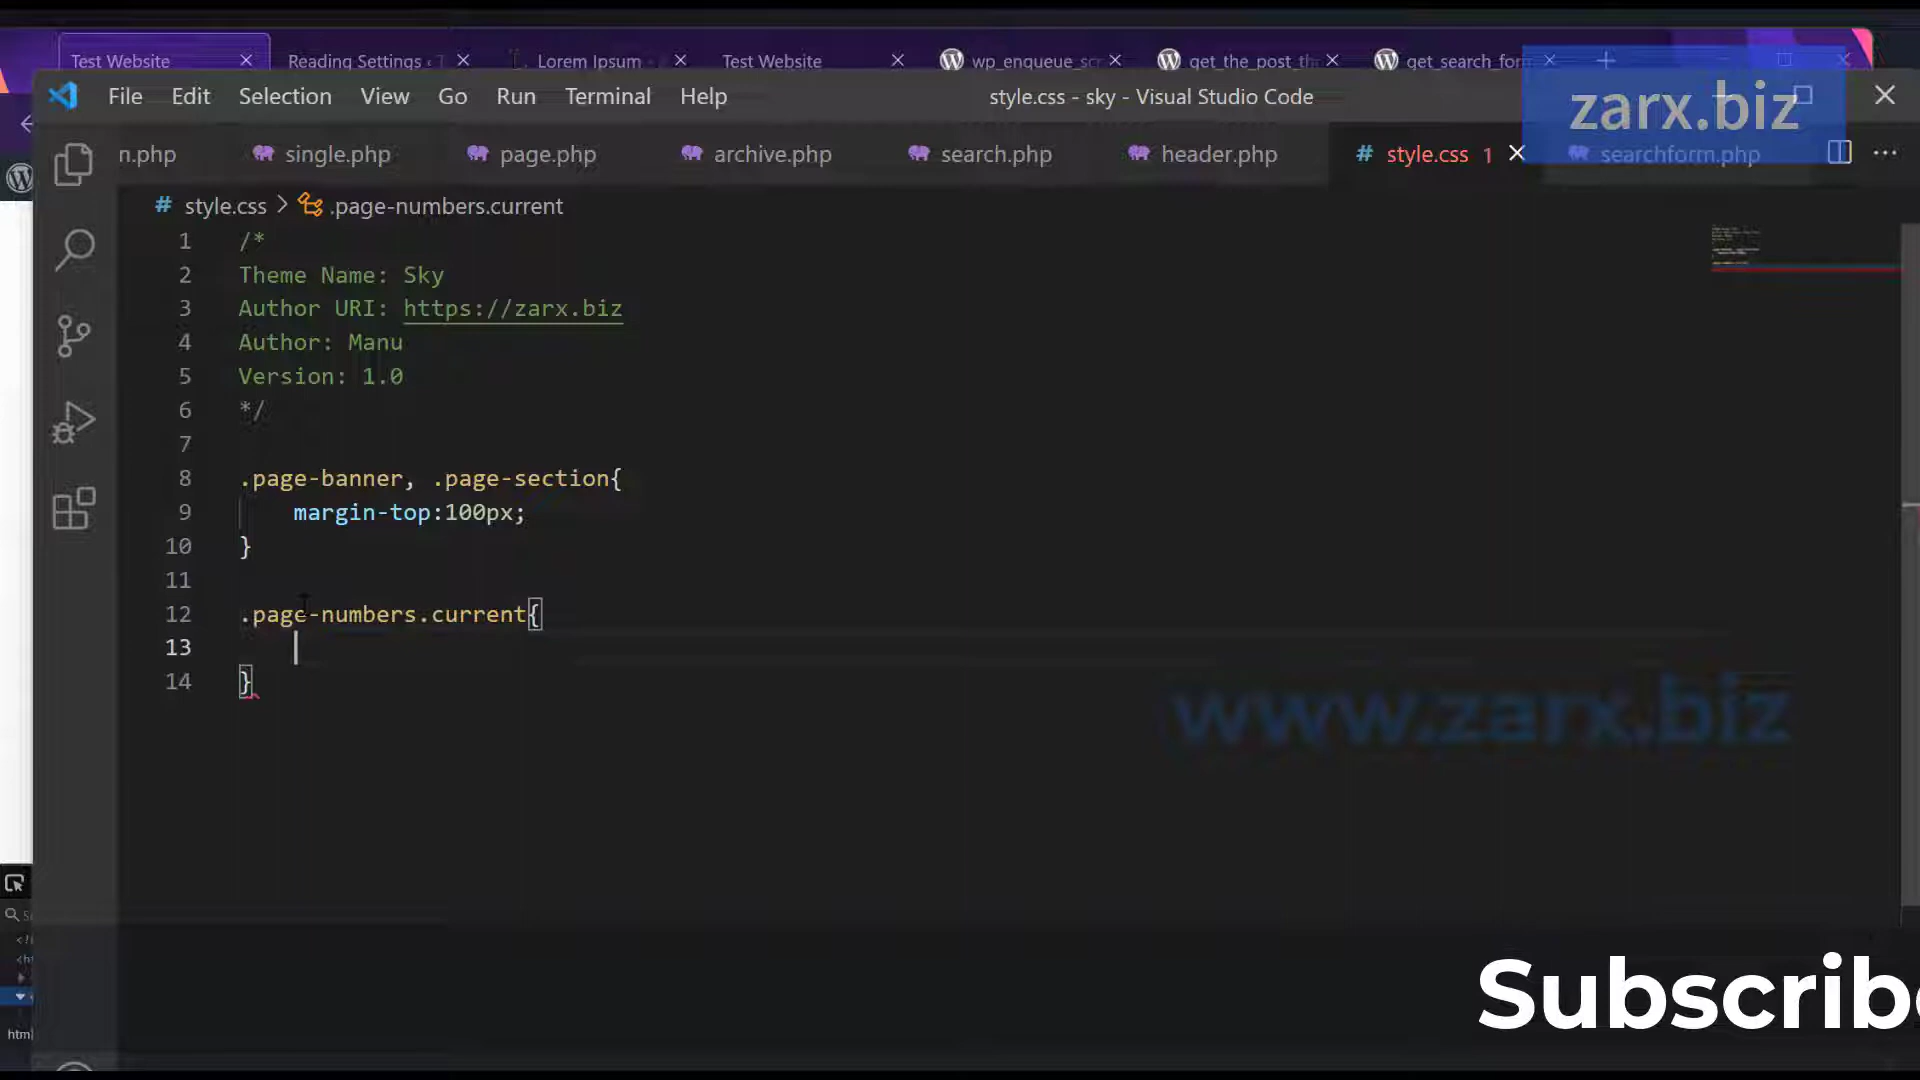 Test Website
Reading Settings
Lorem Ipsum
Test Website
wp_enqueue_scr
get_the_post_th
get_search_form
File Edit Selection View Go Run Terminal Help
style.css - sky - Visual Studio Code
zarx.biz
n.php
single.php
page.php
archive.php
search.php
header.php
# style.css 1
searchform.php
# style.css > .page-numbers.current
1 /*
2 Theme Name: Sky
3 Author URI: https://zarx.biz
4 Author: Manu
5 Version: 1.0
6 */
7
8 .page-banner, .page-section{
9 margin-top:100px;
10 }
11
12 .page-numbers.current{
13
14 }
www.zarx.biz
Subscribe
html